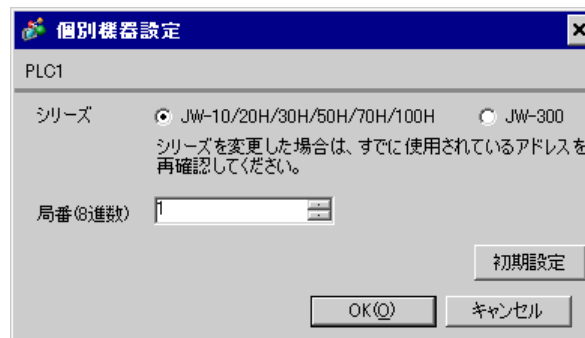 個別機器設定
PLC1
シリーズ
JW-10/20H/30H/50H/70H/100H
JW-300
シリーズを変更した場合は、すでに使用されているアドレスを
再確認してください。
局番(8進数)
1
初期設定
OK(O)
キャンセル